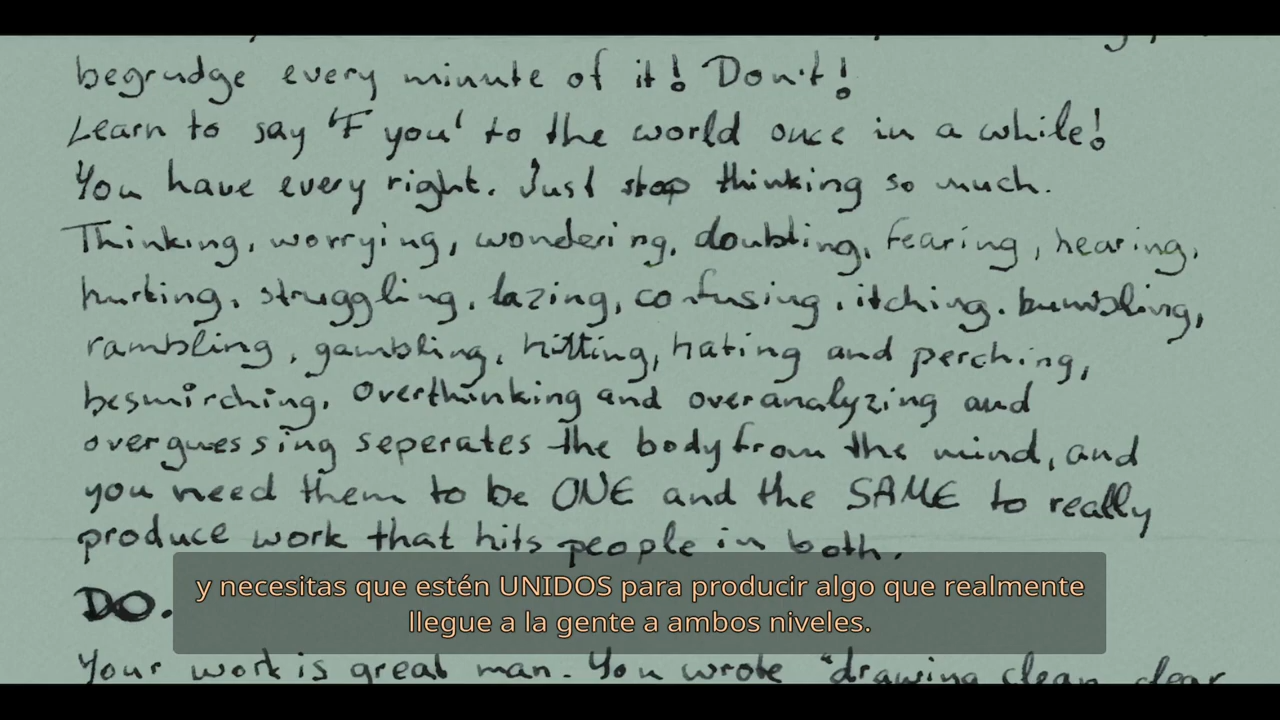 begrudge every minute of it! Don't!
Learn to say 'F you' to the world once in a while!
You have every right. Just stop thinking so much.
Thinking, worrying, wondering, doubting, fearing, hearing,
hurting, struggling, lazing, confusing, itching, bumbling,
rambling, gambling, hitting, hating and perching,
besmirching. Overthinking and overanalyzing and
overguessing seperates the body from the mind, and
you need them to be ONE and the SAME to really
produce work that hits people in both.
y necesitas que estén UNIDOS para producir algo que realmente
llegue a la gente a ambos niveles.
DO.
Your work is great man. You wrote "drawing clean, clear